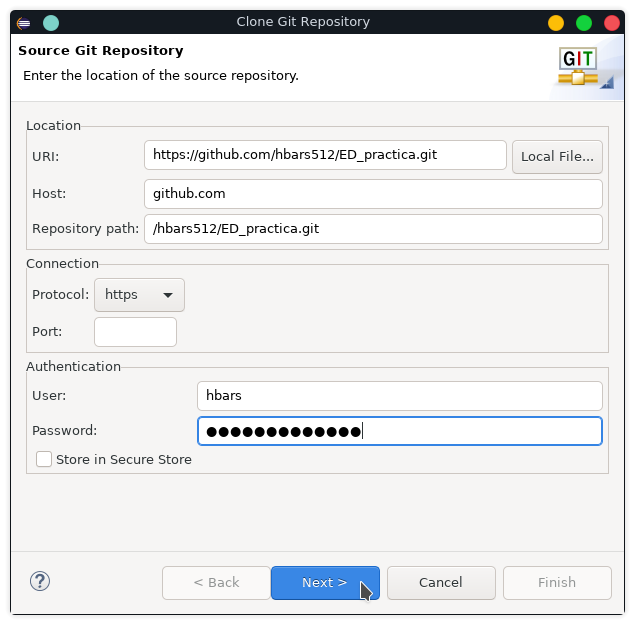 Clone Git Repository
Source Git Repository
Enter the location of the source repository.
GIT
Location
URI: https://github.com/hbars512/ED_practica.git Local File...
Host: github.com
Repository path: /hbars512/ED_practica.git
Connection
Protocol: https
Port:
Authentication
User: hbars
Password: ●●●●●●●●●●●●●
Store in Secure Store
? < Back Next > Cancel Finish